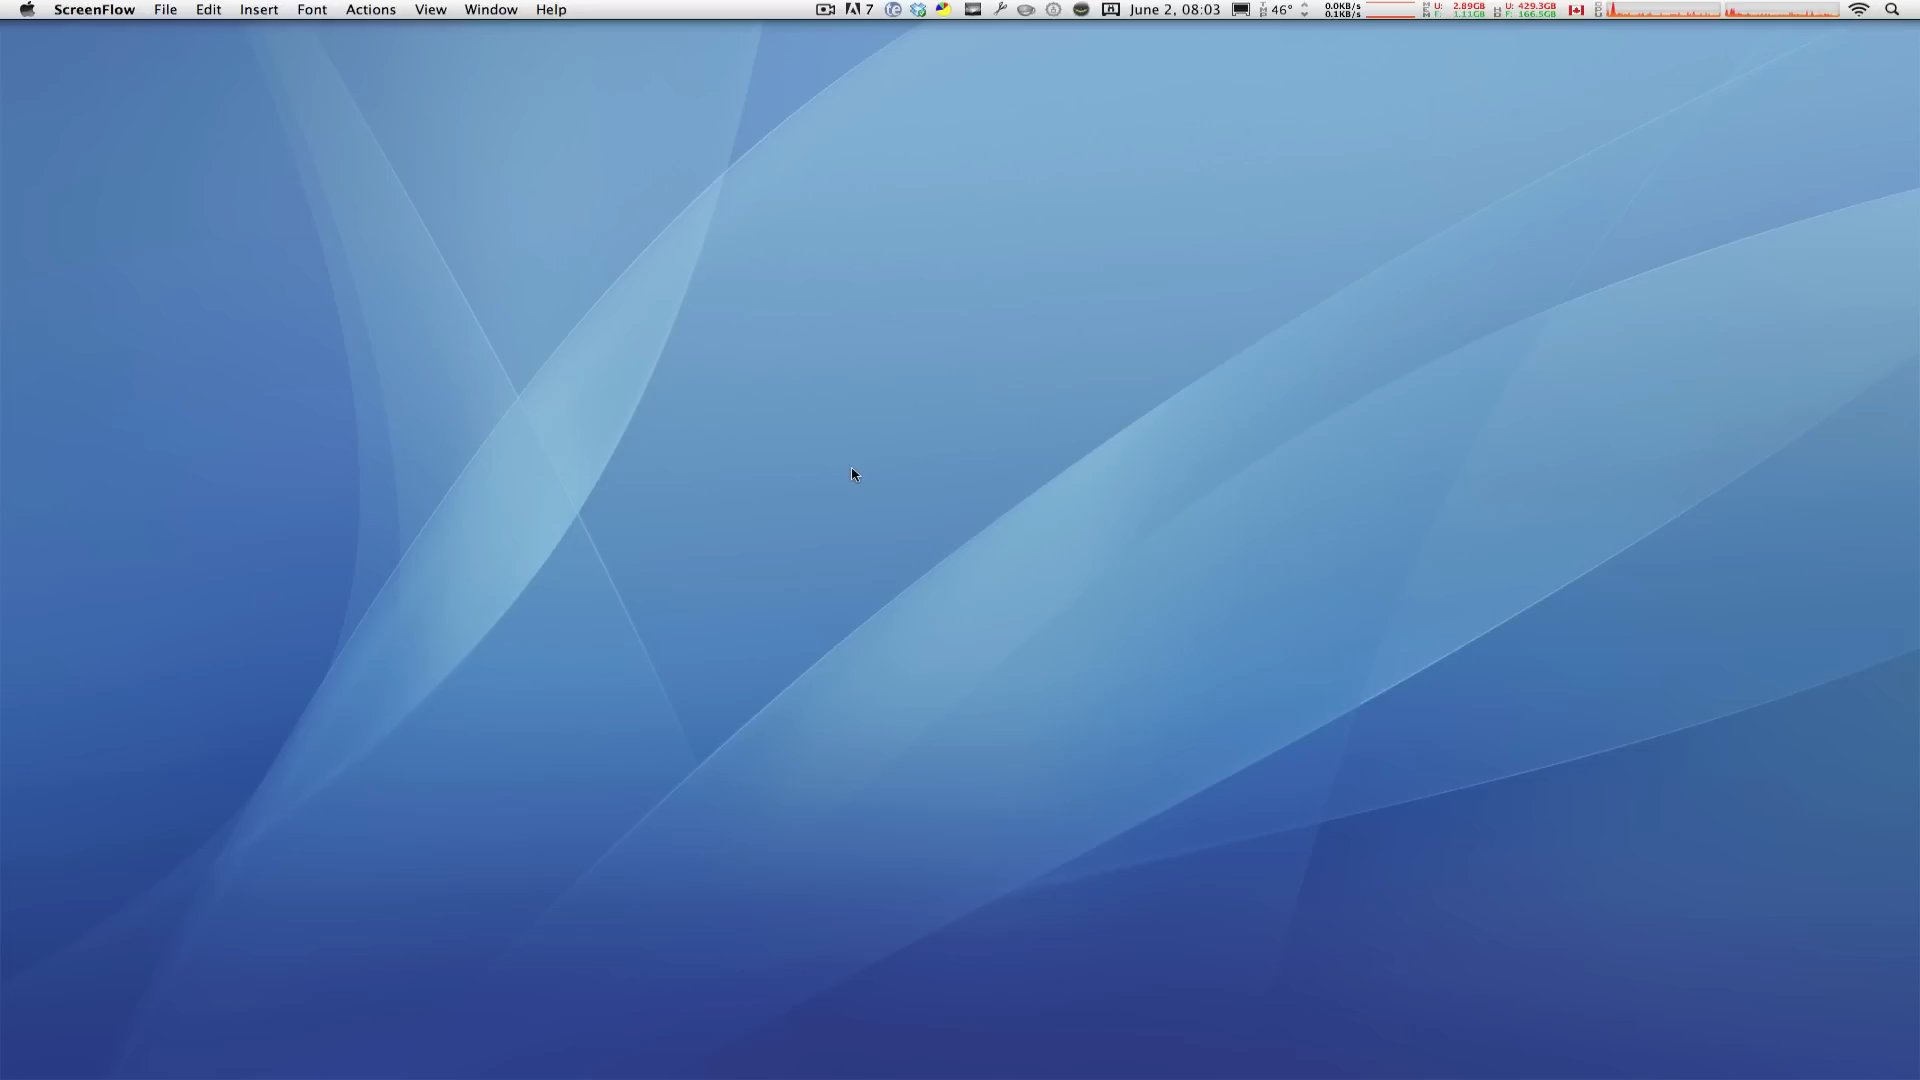 ScreenFlow File Edit Insert Font Actions View Window Help 7 June 2, 08:03 46° 0.0KB/s U: 2.89GB U: 429.3GB
0.1KB/s F: 1.11GB F: 166.5GB